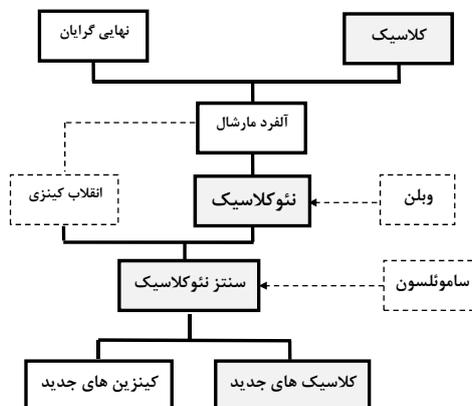 کلاسیک
نهایی گرایان
آلفرد مارشال
وبلن
نئوکلاسیک
انقلاب کینزی
ساموئلسون
سنتز نئوکلاسیک
کلاسیک های جدید
کینزین های جدید